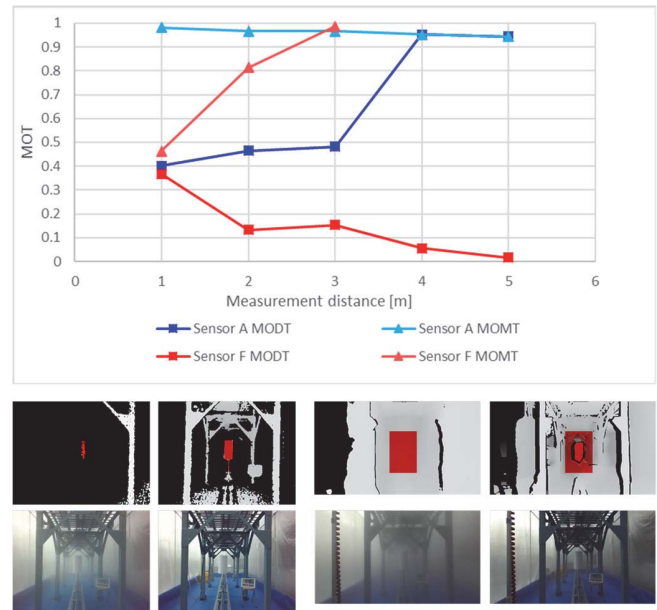 1
0.9
0.8
0.7
0.6
0.5
0.4
0.3
0.2
0.1
0
MOT
0 1 2 3 4 5 6
Measurement distance [m]
Sensor A MODT Sensor A MOMT
Sensor F MODT Sensor F MOMT